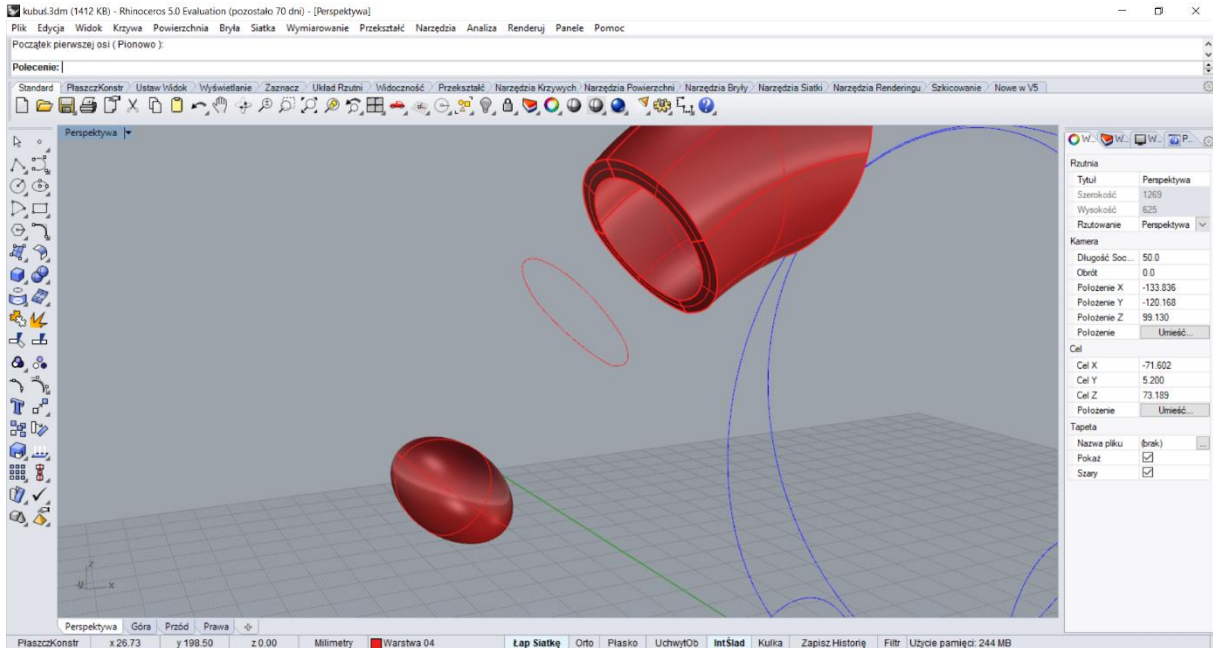 kubuś.3dm (1412 KB) - Rhinoceros 5.0 Evaluation (pozostało 70 dni) - [Perspektywa]
Plik Edycja Widok Krzywa Powierzchnia Bryła Siatka Wymiarowanie Przekształć Narzędzia Analiza Renderuj Panele Pomoc
Początek pierwszej osi ( Pionowo ):
Polecenie:
Standard PłaszczKonstr Ustaw Widok Wyświetlanie Zaznacz Układ Rzutni Widoczność Przekształć Narzędzia Krzywych Narzędzia Powierzchni Narzędzia Bryły Narzędzia Siatki Narzędzia Renderingu Szkicowanie Nowe w V5
Perspektywa
W... W... W... P...
Rzutnia
Tytuł Perspektywa
Szerokość 1269
Wysokość 625
Rzutowanie Perspektywa
Kamera
Długość Soc... 50.0
Obrót 0.0
Położenie X -133.836
Położenie Y -120.168
Położenie Z 99.130
Położenie Umieść...
Cel
Cel X -71.602
Cel Y 5.200
Cel Z 73.189
Położenie Umieść...
Tapeta
Nazwa pliku (brak) ...
Pokaż
Szary
z
y x
Perspektywa Góra Przód Prawa
PłaszczKonstr x 26.73 y 198.50 z 0.00 Milimetry Warstwa 04 Łap Siatkę Orto Płasko UchwytOb IntŚlad Kulka Zapisz Historię Filtr Użycie pamięci: 244 MB